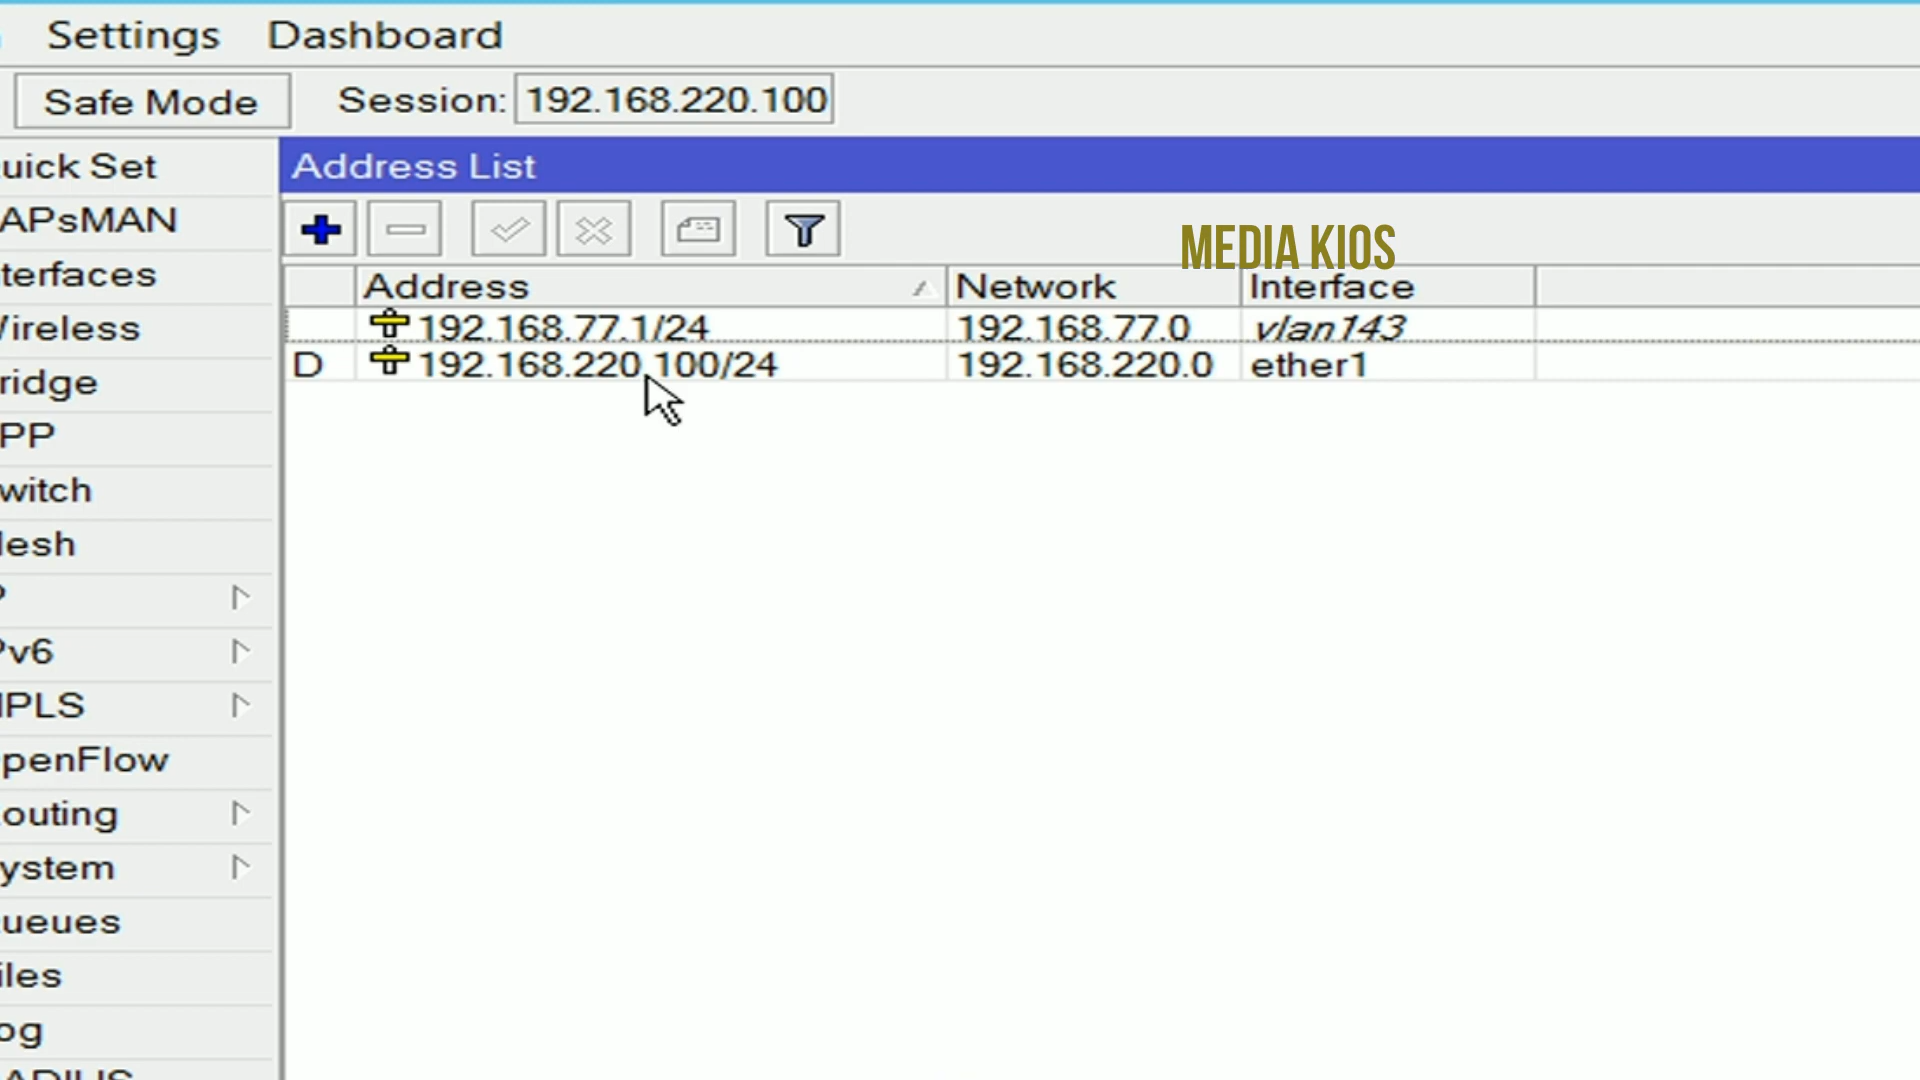 Settings Dashboard
Safe Mode Session: 192.168.220.100
uick Set
APsMAN
terfaces
ireless
ridge
PP
witch
esh
Pv6
IPLS
penFlow
outing
ystem
ueues
iles
og
Address List
MEDIA KIOS
Address Network Interface
192.168.77.1/24 192.168.77.0 vlan143
D 192.168.220.100/24 192.168.220.0 ether1